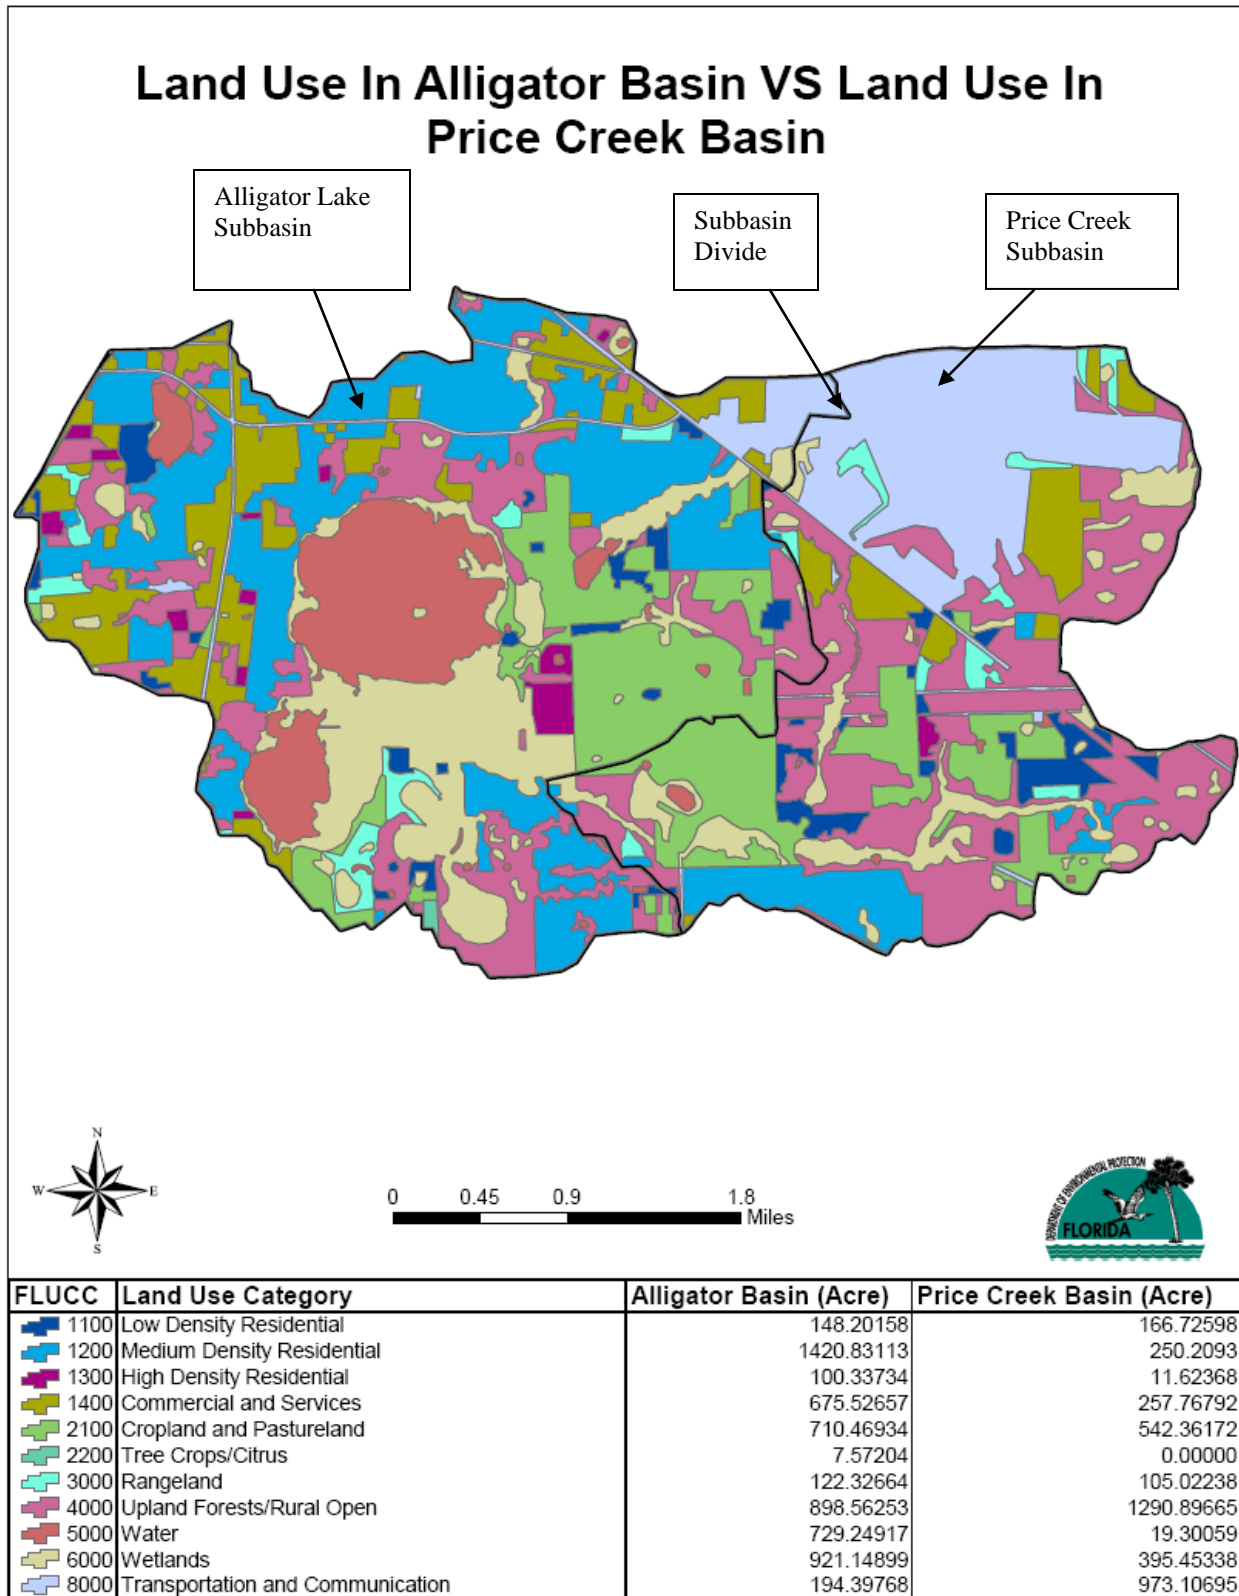 Land Use In Alligator Basin VS Land Use In
Price Creek Basin
Alligator Lake
Subbasin
Subbasin
Divide
Price Creek
Subbasin
N
W E
S
0 0.45 0.9 1.8
Miles
DEPARTMENT OF ENVIRONMENTAL PROTECTION
FLORIDA
FLUCC Land Use Category Alligator Basin (Acre) Price Creek Basin (Acre)
1100 Low Density Residential 148.20158 166.72598
1200 Medium Density Residential 1420.83113 250.2093
1300 High Density Residential 100.33734 11.62368
1400 Commercial and Services 675.52657 257.76792
2100 Cropland and Pastureland 710.46934 542.36172
2200 Tree Crops/Citrus 7.57204 0.00000
3000 Rangeland 122.32664 105.02238
4000 Upland Forests/Rural Open 898.56253 1290.89665
5000 Water 729.24917 19.30059
6000 Wetlands 921.14899 395.45338
8000 Transportation and Communication 194.39768 973.10695